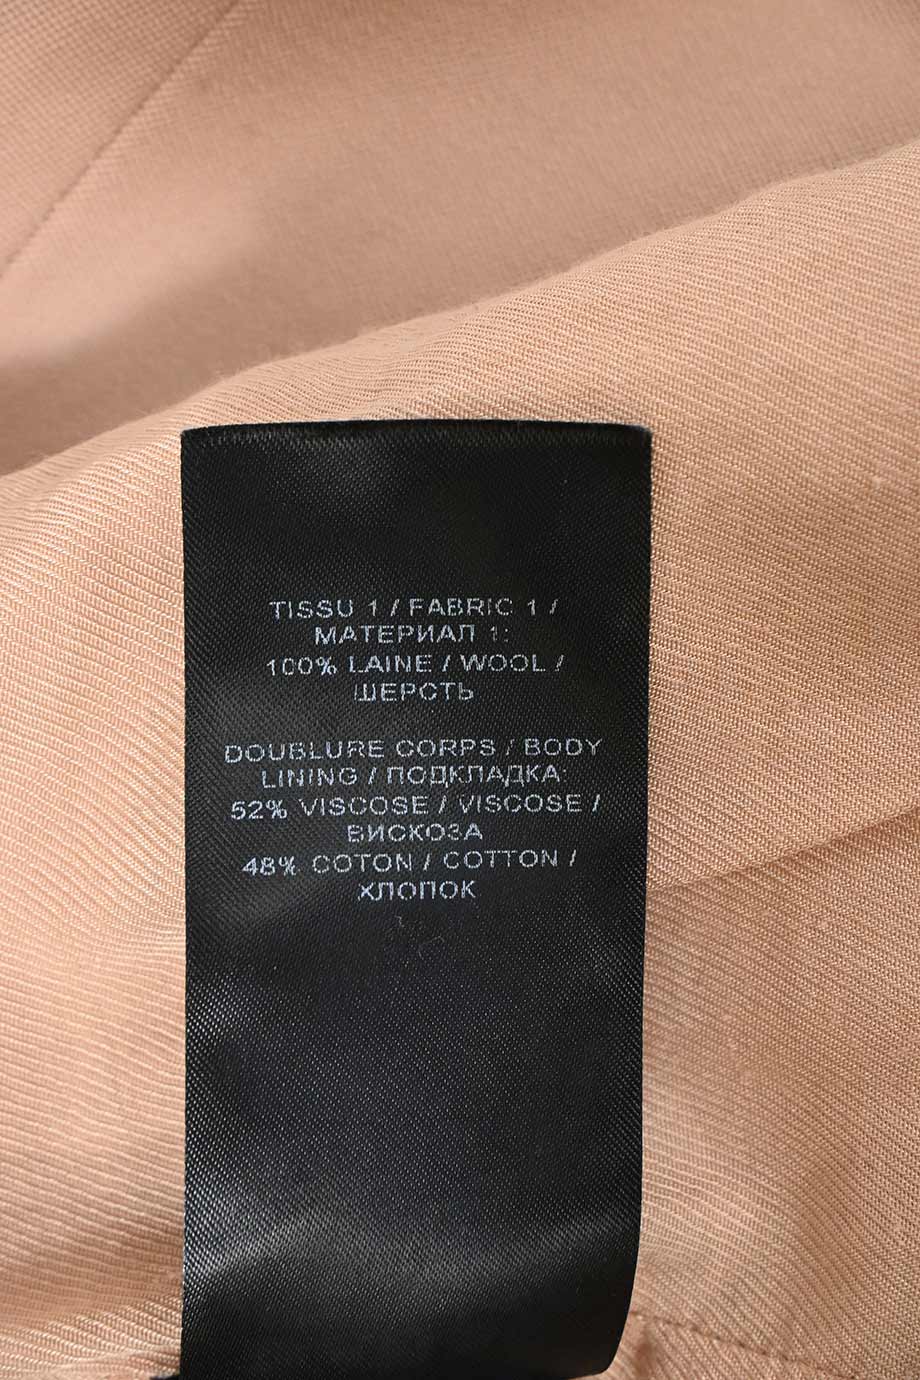 TISSU 1 / FABRIC 1 /
МАТЕРИАЛ 1:
100% LAINE / WOOL /
ШЕРСТЬ
DOUBLURE CORPS / BODY
LINING / ПОДКЛАДКА:
52% VISCOSE / VISCOSE /
ВИСКОЗА
48% COTON / COTTON /
ХЛОПОК